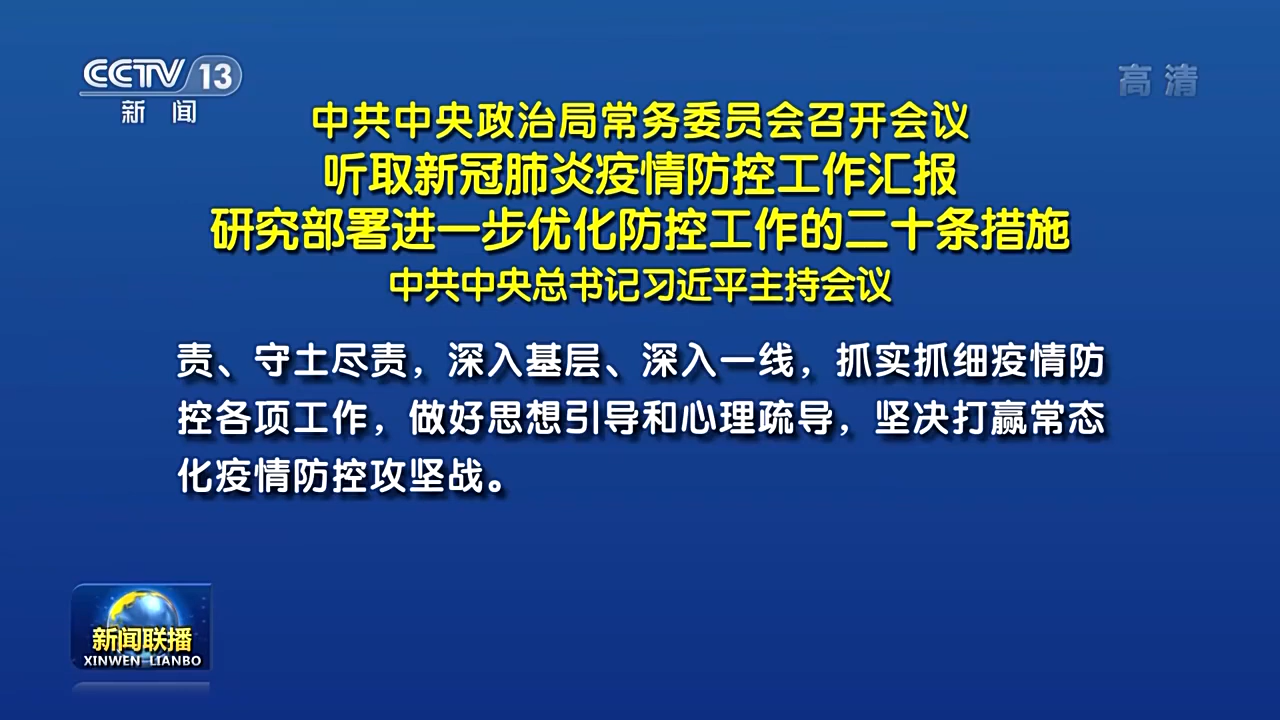 CCTV 13
新闻
高清
中共中央政治局常务委员会召开会议
听取新冠肺炎疫情防控工作汇报
研究部署进一步优化防控工作的二十条措施
中共中央总书记习近平主持会议
责、守土尽责，深入基层、深入一线，抓实抓细疫情防
控各项工作，做好思想引导和心理疏导，坚决打赢常态
化疫情防控攻坚战。
新闻联播
XINWEN LIANBO